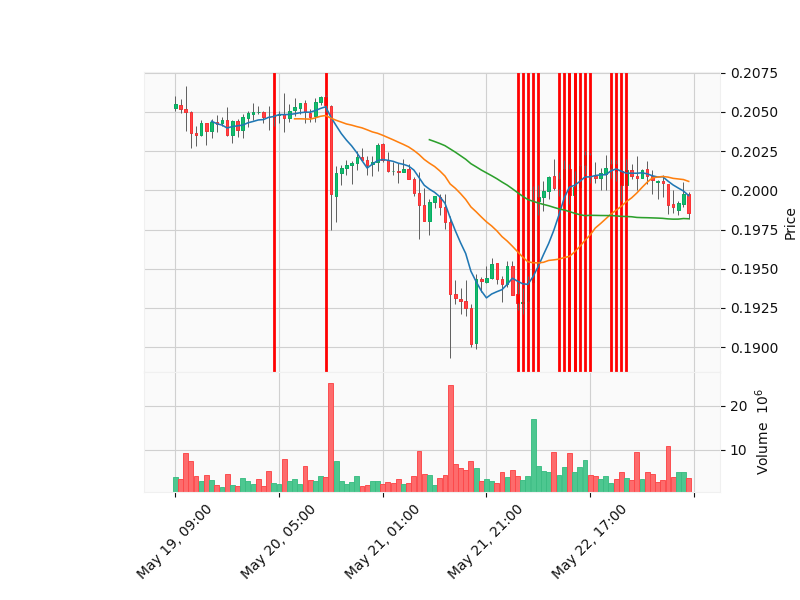 0.2075
0.2050
0.2025
0.2000
0.1975
0.1950
0.1925
0.1900
Price
20
10
Volume 10^6
May 19, 09:00
May 20, 05:00
May 21, 01:00
May 21, 21:00
May 22, 17:00